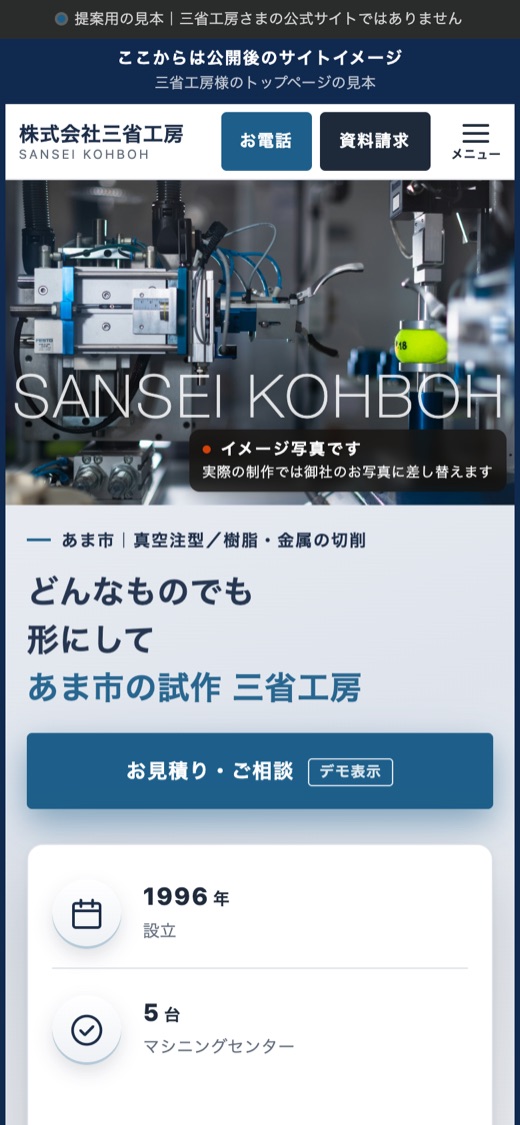 提案用の見本｜三省工房さまの公式サイトではありません
ここからは公開後のサイトイメージ
三省工房様のトップページの見本
株式会社三省工房
SANSEI KOHBOH
お電話
資料請求
メニュー
18
SANSEI KOHBOH
イメージ写真です
実際の制作では御社のお写真に差し替えます
あま市｜真空注型／樹脂・金属の切削
どんなものでも
形にして
あま市の試作 三省工房
お見積り・ご相談 デモ表示
1996 年
設立
5 台
マシニングセンター